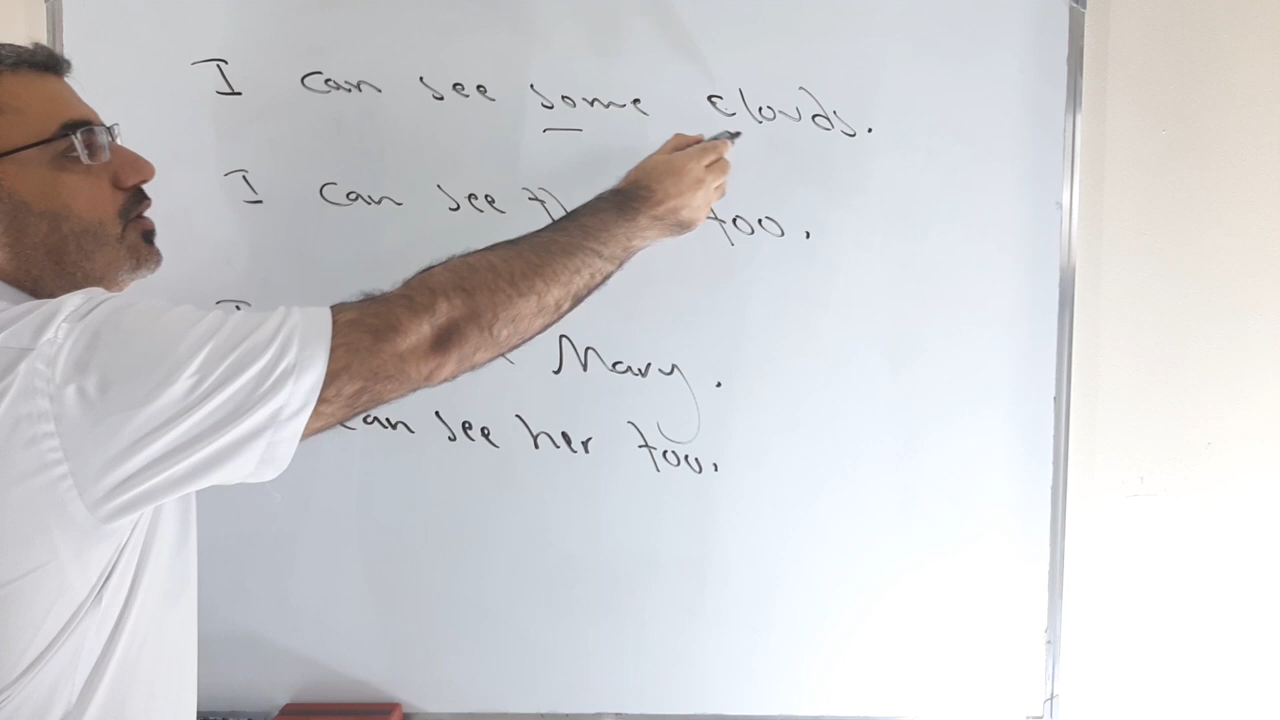 I can see some clouds.
I can see too.
I Mary.
can see her too.